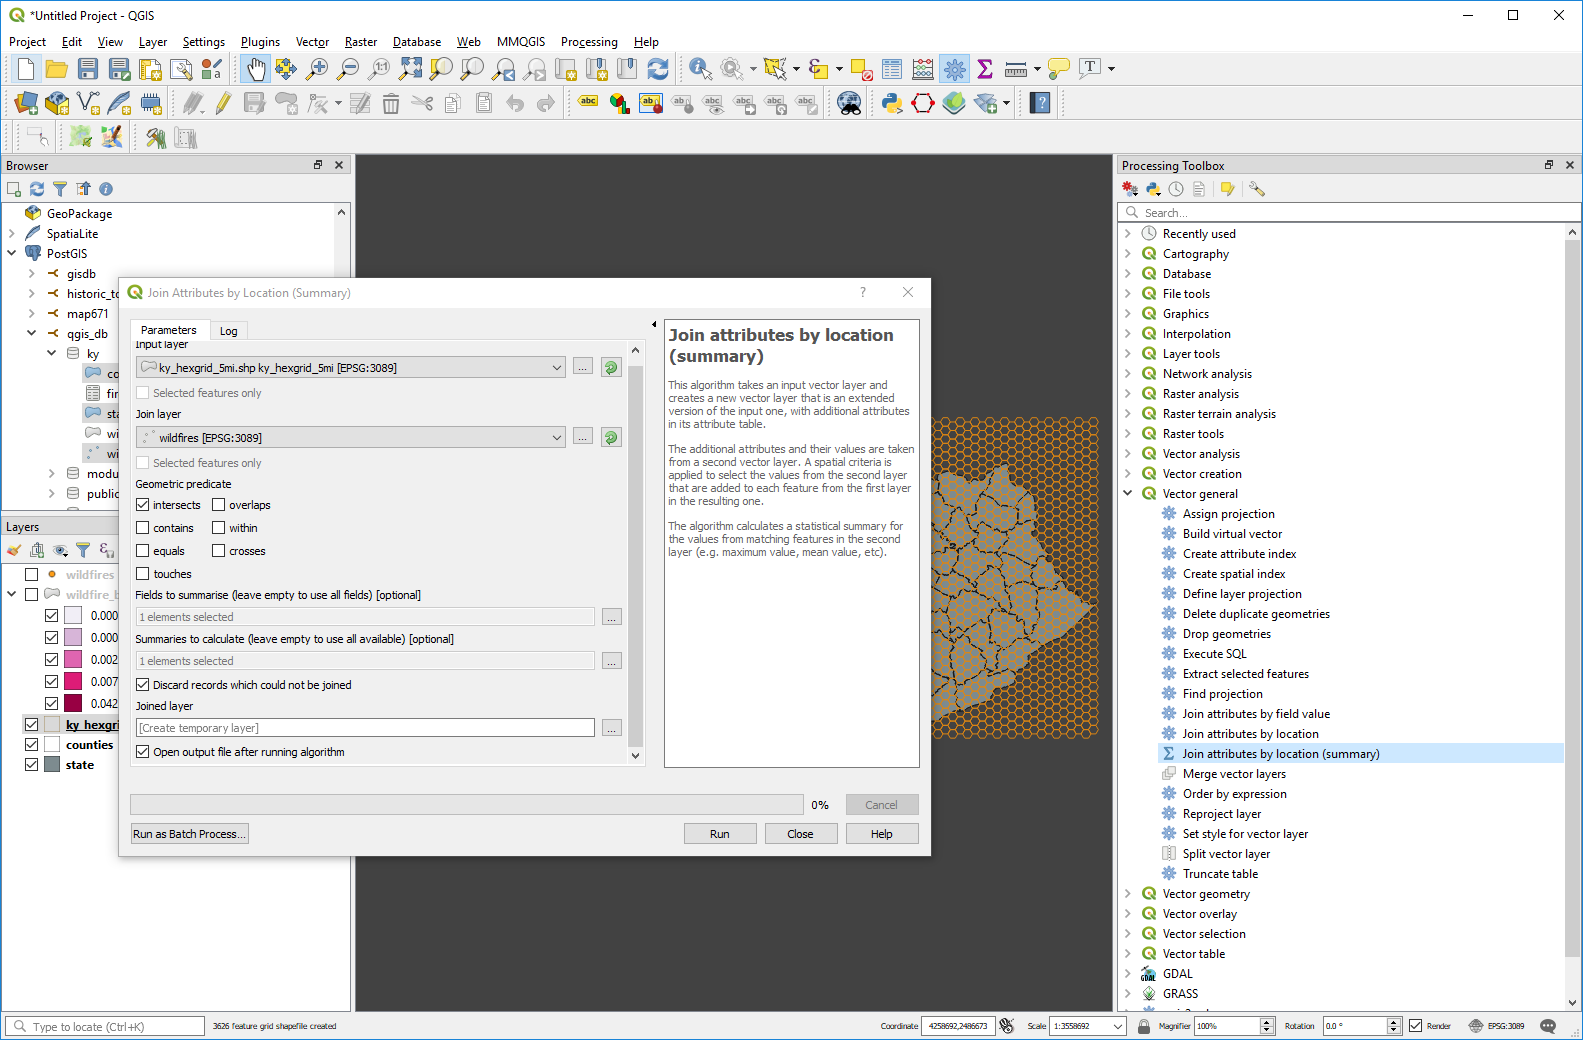 *Untitled Project - QGIS
Project Edit View Layer Settings Plugins Vector Raster Database Web MMQGIS Processing Help
Browser
GeoPackage
SpatiaLite
PostGIS
gisdb
historic_to
map671
qgis_db
ky
co
fir
sta
wi
wi
modu
public
Layers
wildfires
wildfire_b
0.000
0.000
0.002
0.007
0.042
ky_hexgri
counties
state
Join Attributes by Location (Summary)
?
Parameters Log
Input layer
ky_hexgrid_5mi.shp ky_hexgrid_5mi [EPSG:3089]
...
Selected features only
Join layer
wildfires [EPSG:3089]
...
Selected features only
Geometric predicate
intersects overlaps
contains within
equals crosses
touches
Fields to summarise (leave empty to use all fields) [optional]
1 elements selected
...
Summaries to calculate (leave empty to use all available) [optional]
1 elements selected
...
Discard records which could not be joined
Joined layer
[Create temporary layer]
...
Open output file after running algorithm
0%
Cancel
Run as Batch Process...
Run Close Help
Join attributes by location
(summary)
This algorithm takes an input vector layer and
creates a new vector layer that is an extended
version of the input one, with additional attributes
in its attribute table.
The additional attributes and their values are taken
from a second vector layer. A spatial criteria is
applied to select the values from the second layer
that are added to each feature from the first layer
in the resulting one.
The algorithm calculates a statistical summary for
the values from matching features in the second
layer (e.g. maximum value, mean value, etc).
Processing Toolbox
Search...
Recently used
Cartography
Database
File tools
Graphics
Interpolation
Layer tools
Network analysis
Raster analysis
Raster terrain analysis
Raster tools
Vector analysis
Vector creation
Vector general
Assign projection
Build virtual vector
Create attribute index
Create spatial index
Define layer projection
Delete duplicate geometries
Drop geometries
Execute SQL
Extract selected features
Find projection
Join attributes by field value
Join attributes by location
Join attributes by location (summary)
Merge vector layers
Order by expression
Reproject layer
Set style for vector layer
Split vector layer
Truncate table
Vector geometry
Vector overlay
Vector selection
Vector table
GDAL
GRASS
Type to locate (Ctrl+K)
3626 feature grid shapefile created
Coordinate 4258692,2486673 Scale 1:3558692 Magnifier 100% Rotation 0.0 ° Render EPSG:3089